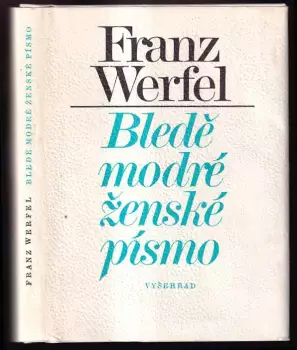 FRANZ WERFEL BLEDĚ MODRÉ ŽENSKÉ PÍSMO
Franz
Werfel
Bledě
modré
ženské
písmo
VYŠEHRAD